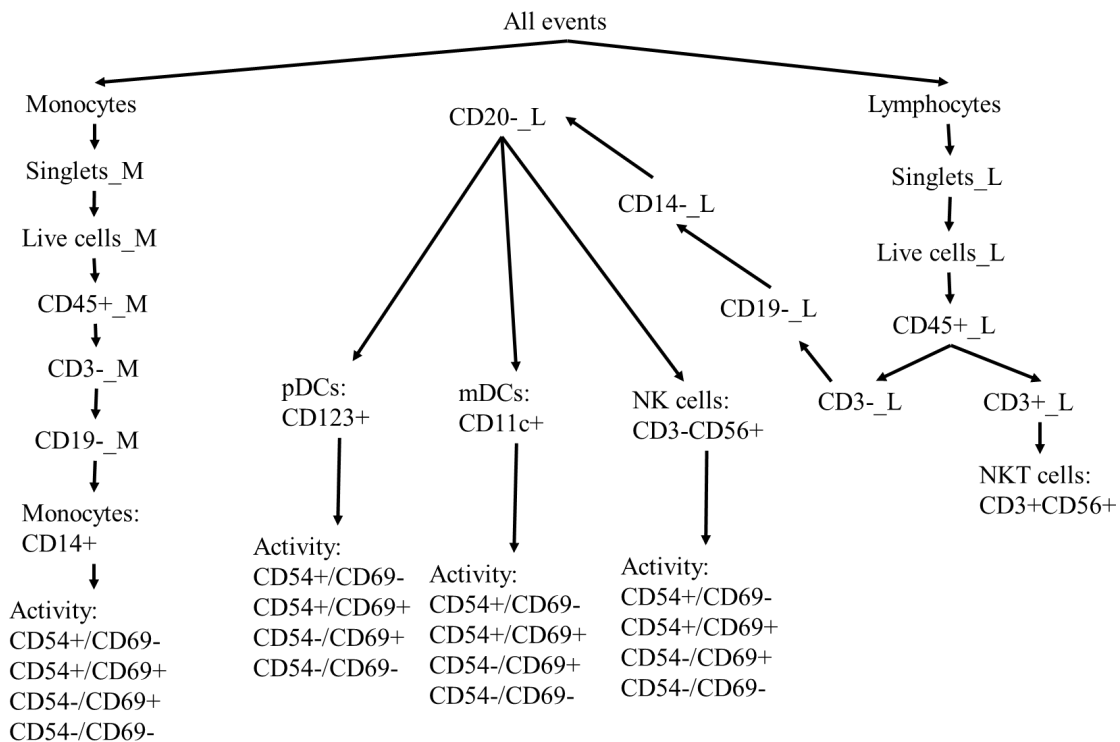 All events
Monocytes
Singlets_M
Live cells_M
CD45+_M
CD3-_M
CD19-_M
Monocytes:
CD14+
Activity:
CD54+/CD69-
CD54+/CD69+
CD54-/CD69+
CD54-/CD69-
Lymphocytes
Singlets_L
Live cells_L
CD45+_L
CD3-_L
CD3+_L
NKT cells:
CD3+CD56+
CD19-_L
CD14-_L
CD20-_L
pDCs:
CD123+
Activity:
CD54+/CD69-
CD54+/CD69+
CD54-/CD69+
CD54-/CD69-
mDCs:
CD11c+
Activity:
CD54+/CD69-
CD54+/CD69+
CD54-/CD69+
CD54-/CD69-
NK cells:
CD3-CD56+
Activity:
CD54+/CD69-
CD54+/CD69+
CD54-/CD69+
CD54-/CD69-